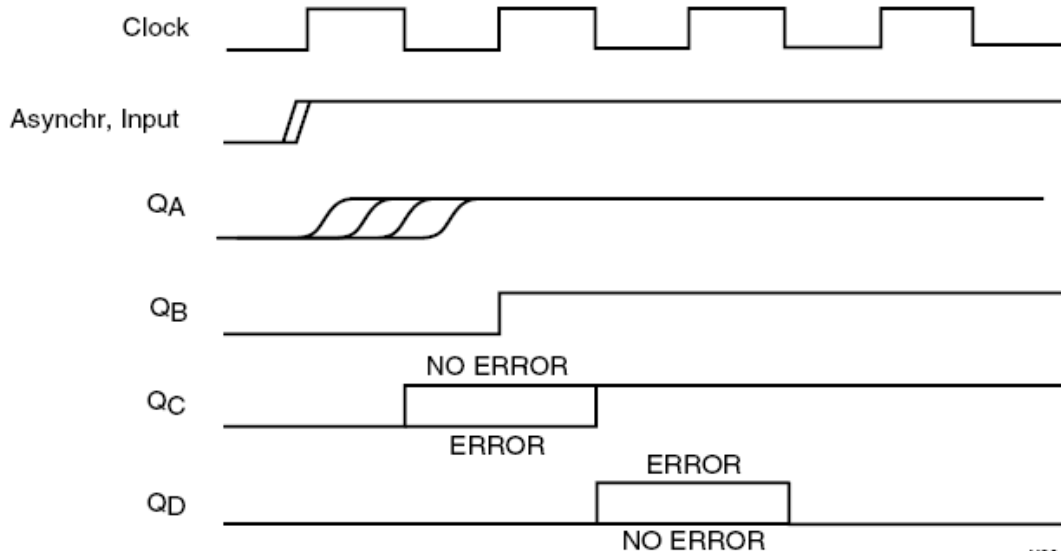 Clock
Asynchr, Input
QA
QB
NO ERROR
QC
ERROR
ERROR
QD
NO ERROR